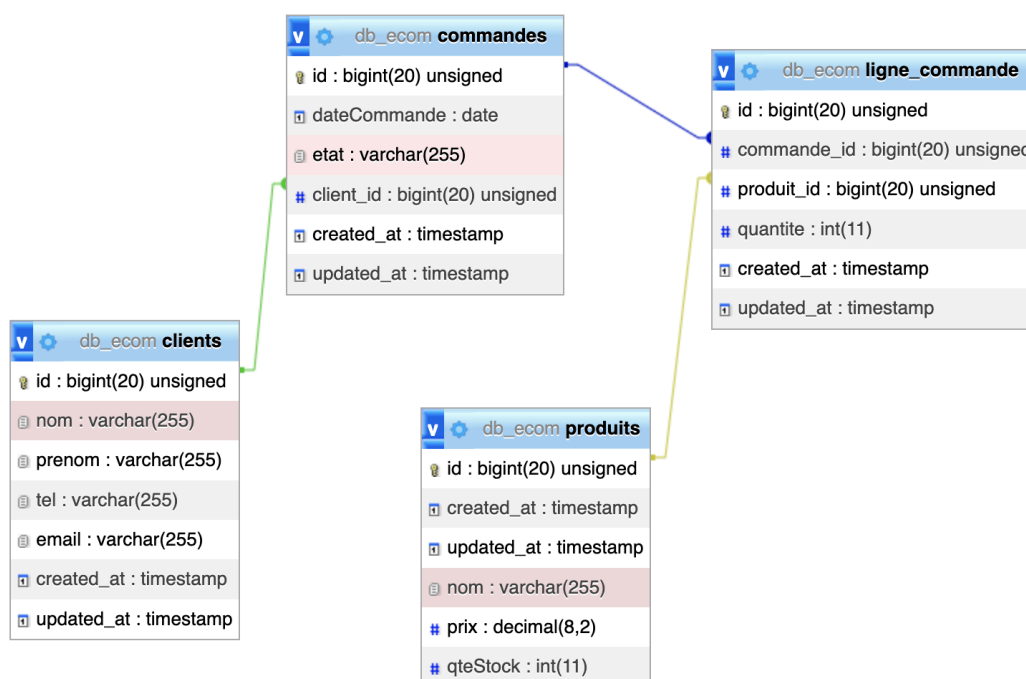 v db_ecom commandes
id : bigint(20) unsigned
dateCommande : date
etat : varchar(255)
client_id : bigint(20) unsigned
created_at : timestamp
updated_at : timestamp
v db_ecom ligne_commande
id : bigint(20) unsigned
commande_id : bigint(20) unsigned
produit_id : bigint(20) unsigned
quantite : int(11)
created_at : timestamp
updated_at : timestamp
v db_ecom clients
id : bigint(20) unsigned
nom : varchar(255)
prenom : varchar(255)
tel : varchar(255)
email : varchar(255)
created_at : timestamp
updated_at : timestamp
v db_ecom produits
id : bigint(20) unsigned
created_at : timestamp
updated_at : timestamp
nom : varchar(255)
prix : decimal(8,2)
qteStock : int(11)